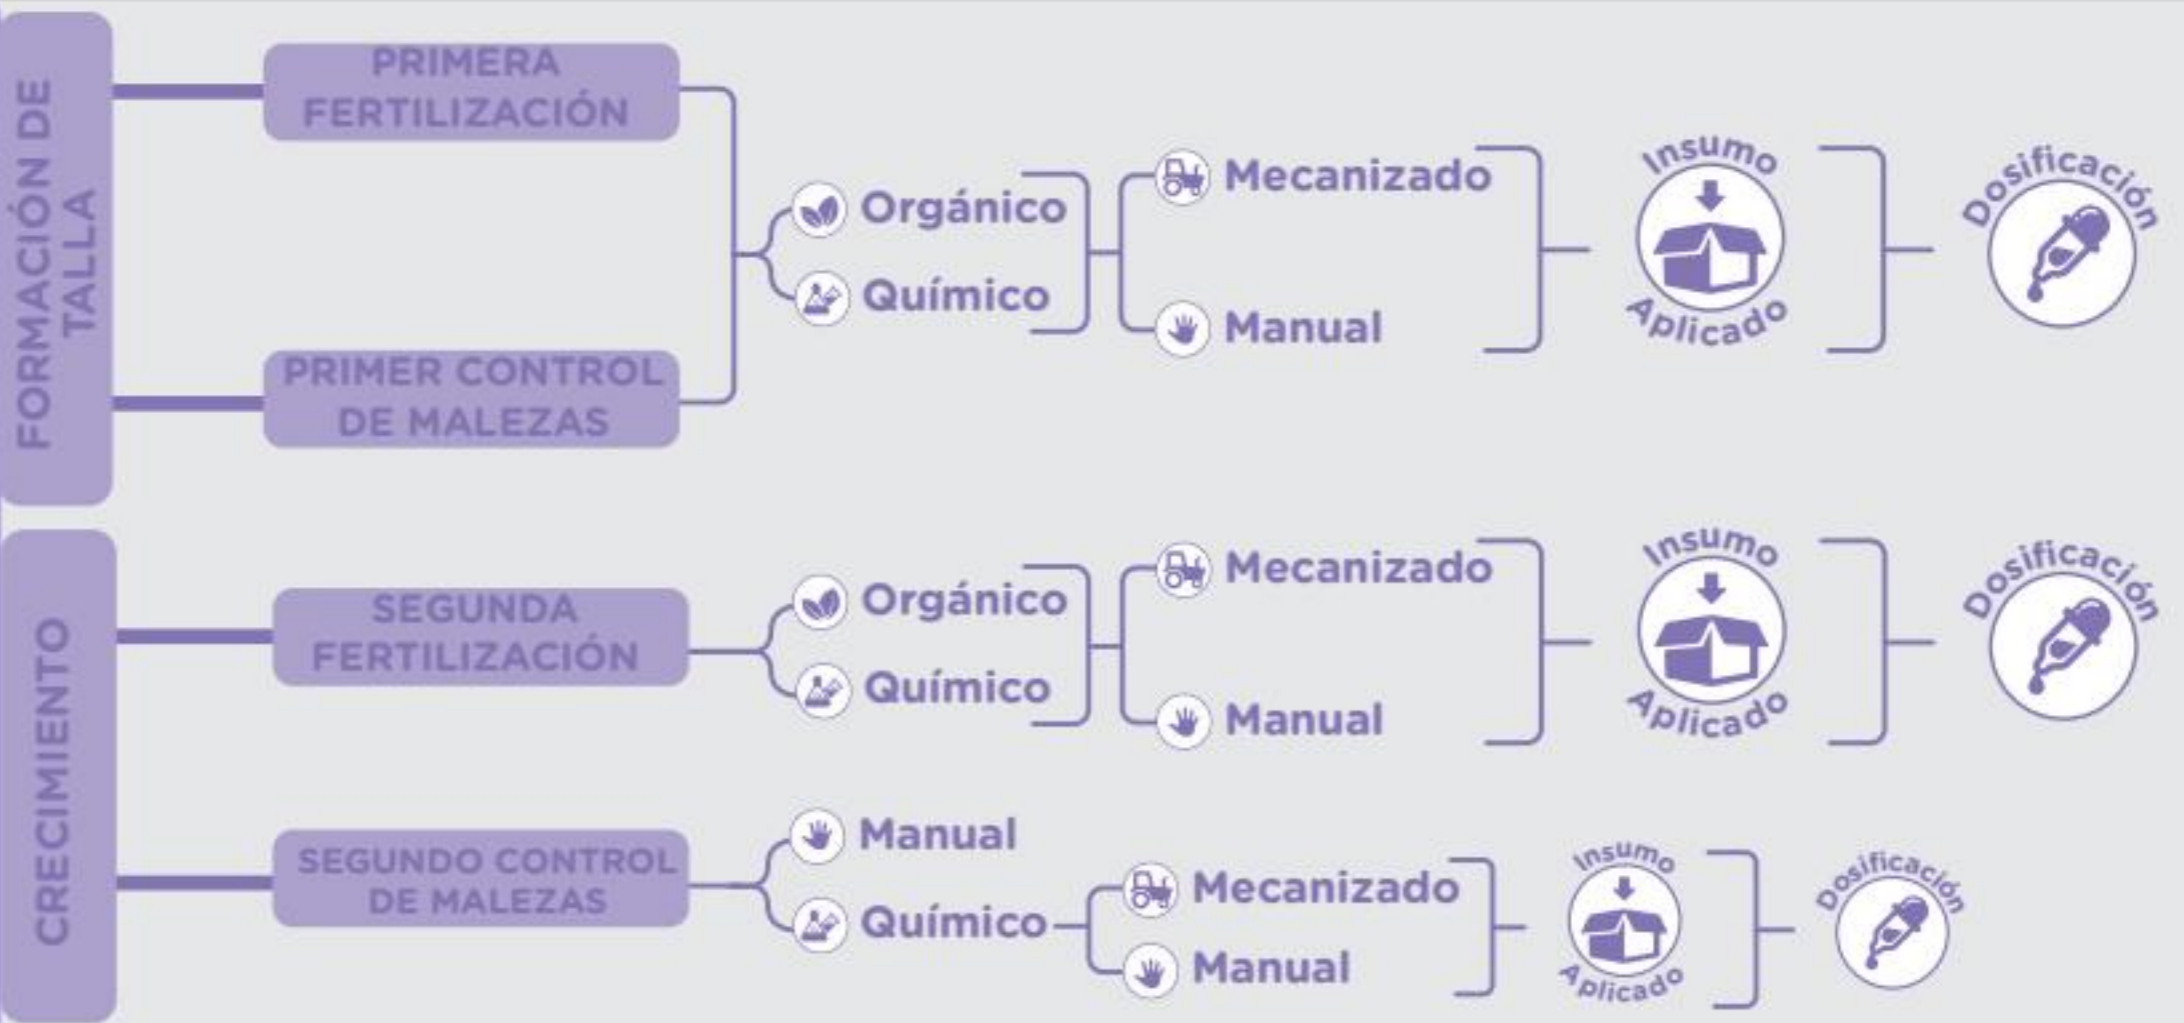 FORMACIÓN DE
TALLA
PRIMERA
FERTILIZACIÓN
PRIMER CONTROL
DE MALEZAS
Orgánico
Químico
Mecanizado
Manual
Insumo
Aplicado
Dosificación
CRECIMIENTO
SEGUNDA
FERTILIZACIÓN
Orgánico
Químico
Mecanizado
Manual
Insumo
Aplicado
Dosificación
SEGUNDO CONTROL
DE MALEZAS
Manual
Químico
Mecanizado
Manual
Insumo
Aplicado
Dosificación